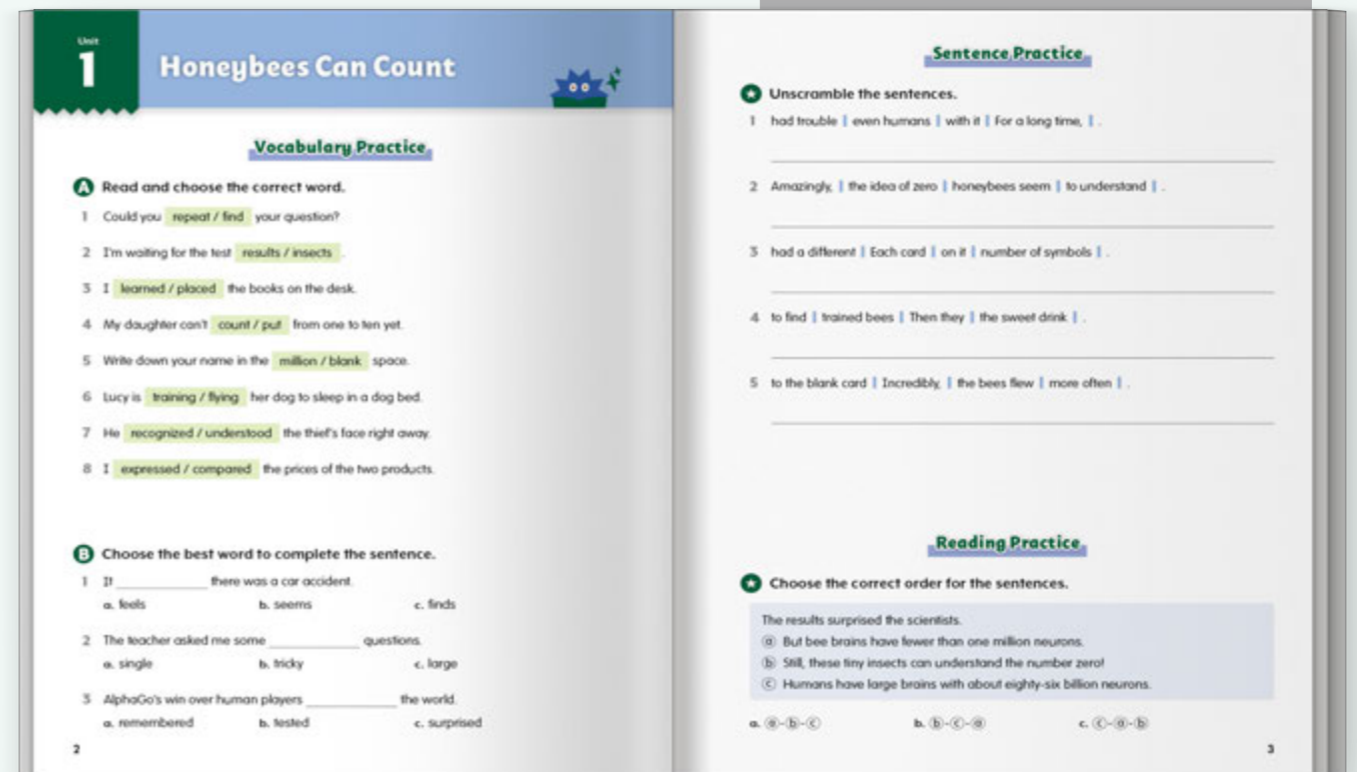 Unit
1
Honeybees Can Count
Vocabulary Practice
A Read and choose the correct word.
1 Could you repeat / find your question?
2 I'm waiting for the test results / insects .
3 I learned / placed the books on the desk.
4 My daughter can't count / put from one to ten yet.
5 Write down your name in the million / blank space.
6 Lucy is training / flying her dog to sleep in a dog bed.
7 He recognized / understood the thief's face right away.
8 I expressed / compared the prices of the two products.
B Choose the best word to complete the sentence.
1 It ____________ there was a car accident.
a. feels b. seems c. finds
2 The teacher asked me some ____________ questions.
a. single b. tricky c. large
3 AlphaGo's win over human players ____________ the world.
a. remembered b. tested c. surprised
2
Sentence Practice
★ Unscramble the sentences.
1 had trouble | even humans | with it | For a long time, | .
2 Amazingly, | the idea of zero | honeybees seem | to understand | .
3 had a different | Each card | on it | number of symbols | .
4 to find | trained bees | Then they | the sweet drink | .
5 to the blank card | Incredibly, | the bees flew | more often | .
Reading Practice
★ Choose the correct order for the sentences.
The results surprised the scientists.
ⓐ But bee brains have fewer than one million neurons.
ⓑ Still, these tiny insects can understand the number zero!
ⓒ Humans have large brains with about eighty-six billion neurons.
a. ⓐ-ⓑ-ⓒ b. ⓑ-ⓒ-ⓐ c. ⓒ-ⓐ-ⓑ
3